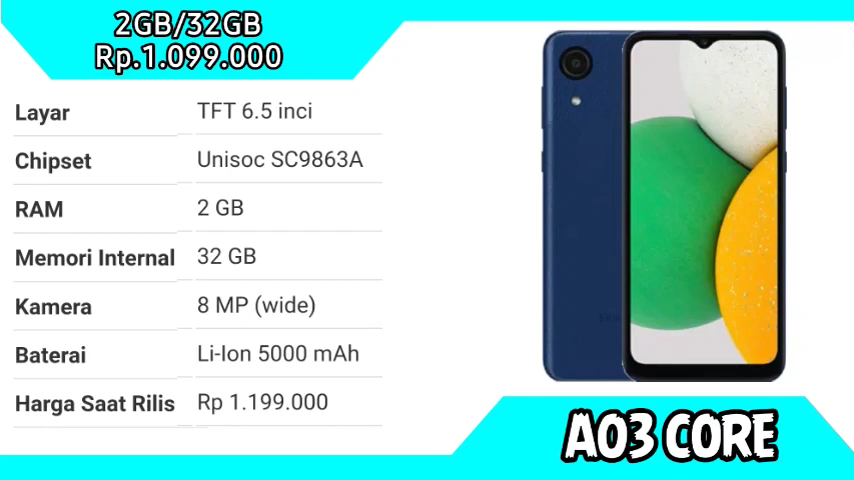 2GB/32GB
Rp.1.099.000
Layar TFT 6.5 inci
Chipset Unisoc SC9863A
RAM 2 GB
Memori Internal 32 GB
Kamera 8 MP (wide)
Baterai Li-Ion 5000 mAh
Harga Saat Rilis Rp 1.199.000
A03 CORE